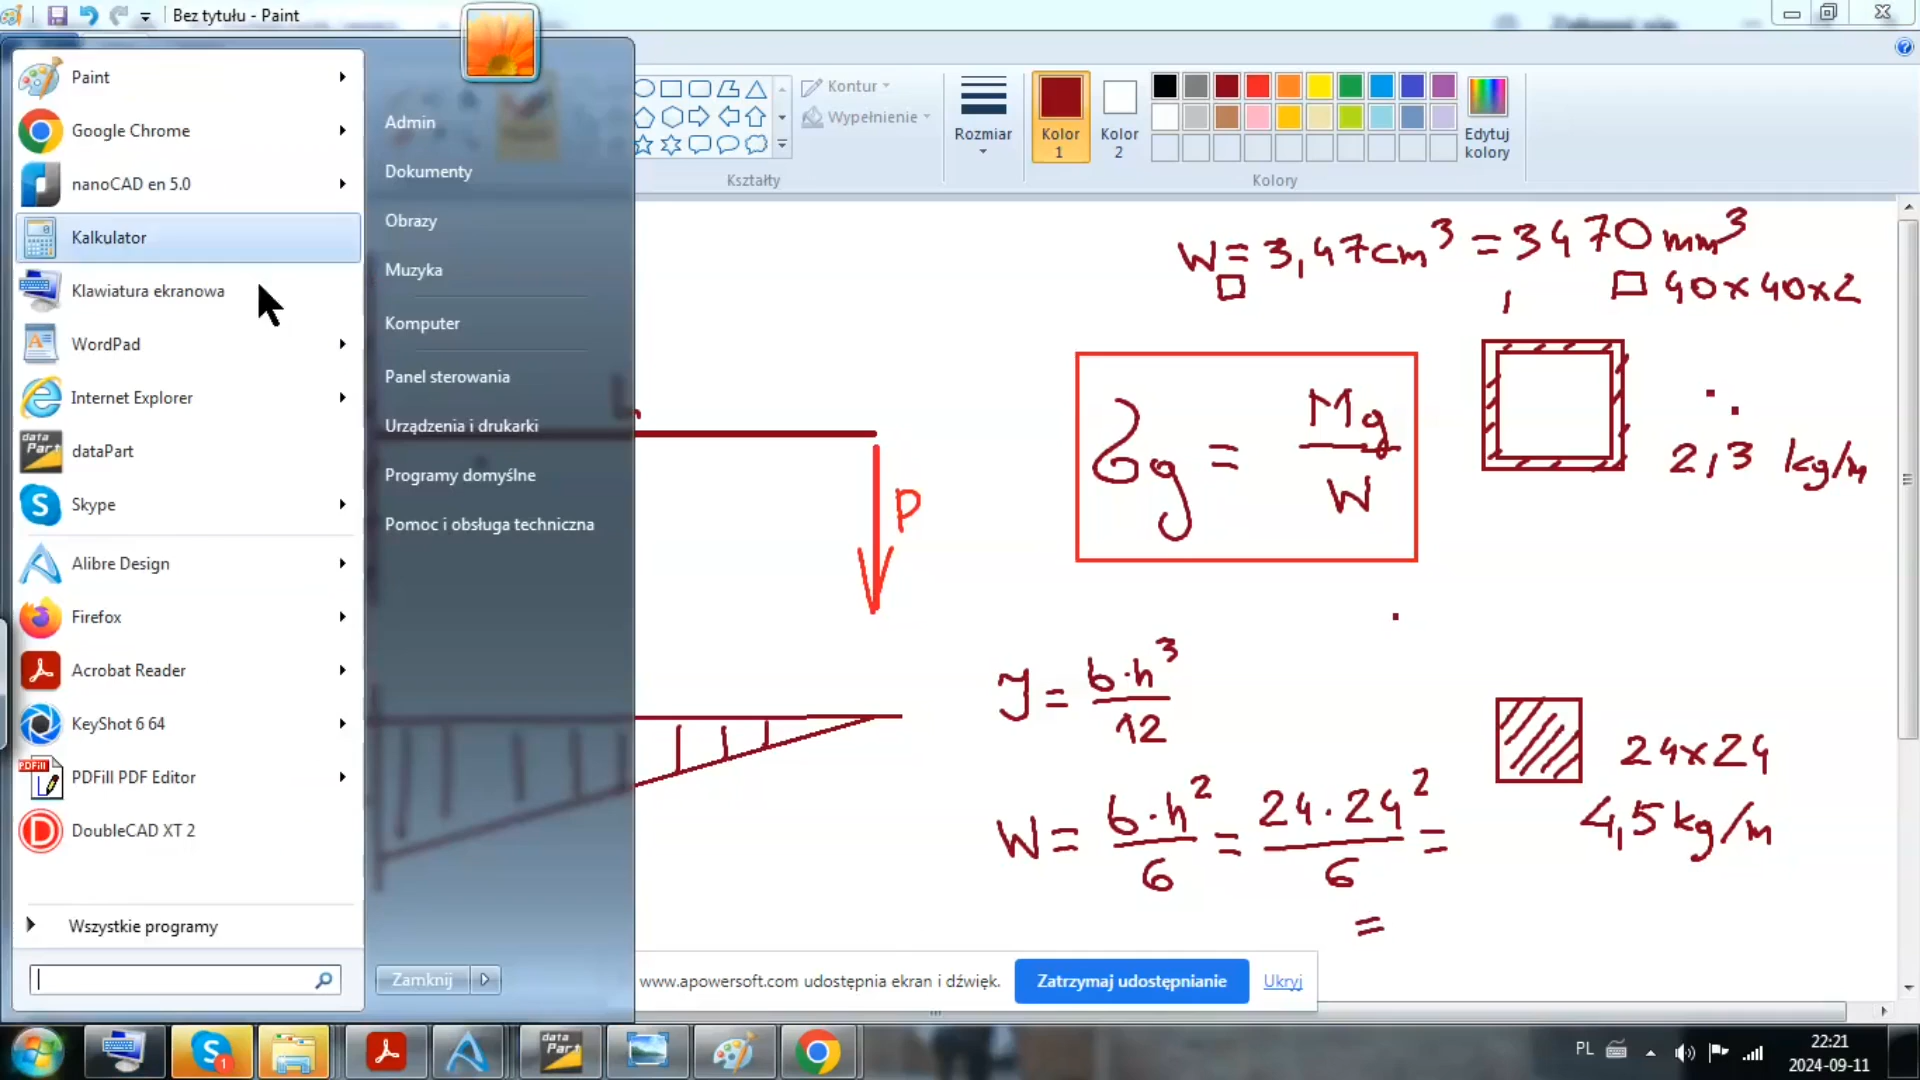 Bez tytułu - Paint
Paint
Google Chrome
nanoCAD en 5.0
Kalkulator
Klawiatura ekranowa
WordPad
Internet Explorer
dataPart
Skype
Alibre Design
Firefox
Acrobat Reader
KeyShot 6 64
PDFill PDF Editor
DoubleCAD XT 2
Wszystkie programy
Admin
Dokumenty
Obrazy
Muzyka
Komputer
Panel sterowania
Urządzenia i drukarki
Programy domyślne
Pomoc i obsługa techniczna
Zamknij
Kontur
Wypełnienie
Kształty
Rozmiar
Kolor 1
Kolor 2
Edytuj kolory
Kolory
W = 3,47cm³ = 3470 mm³
□ 40x40x2
P
σg = Mg / W
2,3 kg/m
J = b·h³ / 12
W = b·h² / 6 = 24·24² / 6 =
=
24x24
4,5kg/m
www.apowersoft.com udostępnia ekran i dźwięk.
Zatrzymaj udostępnianie
Ukryj
PL
22:21
2024-09-11